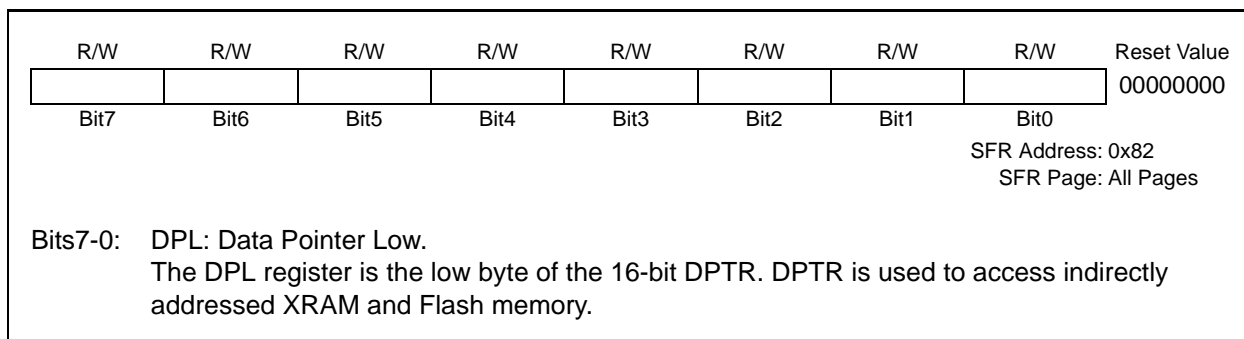 R/W R/W R/W R/W R/W R/W R/W R/W Reset Value
00000000
Bit7 Bit6 Bit5 Bit4 Bit3 Bit2 Bit1 Bit0
SFR Address: 0x82
SFR Page: All Pages
Bits7-0: DPL: Data Pointer Low.
The DPL register is the low byte of the 16-bit DPTR. DPTR is used to access indirectly
addressed XRAM and Flash memory.